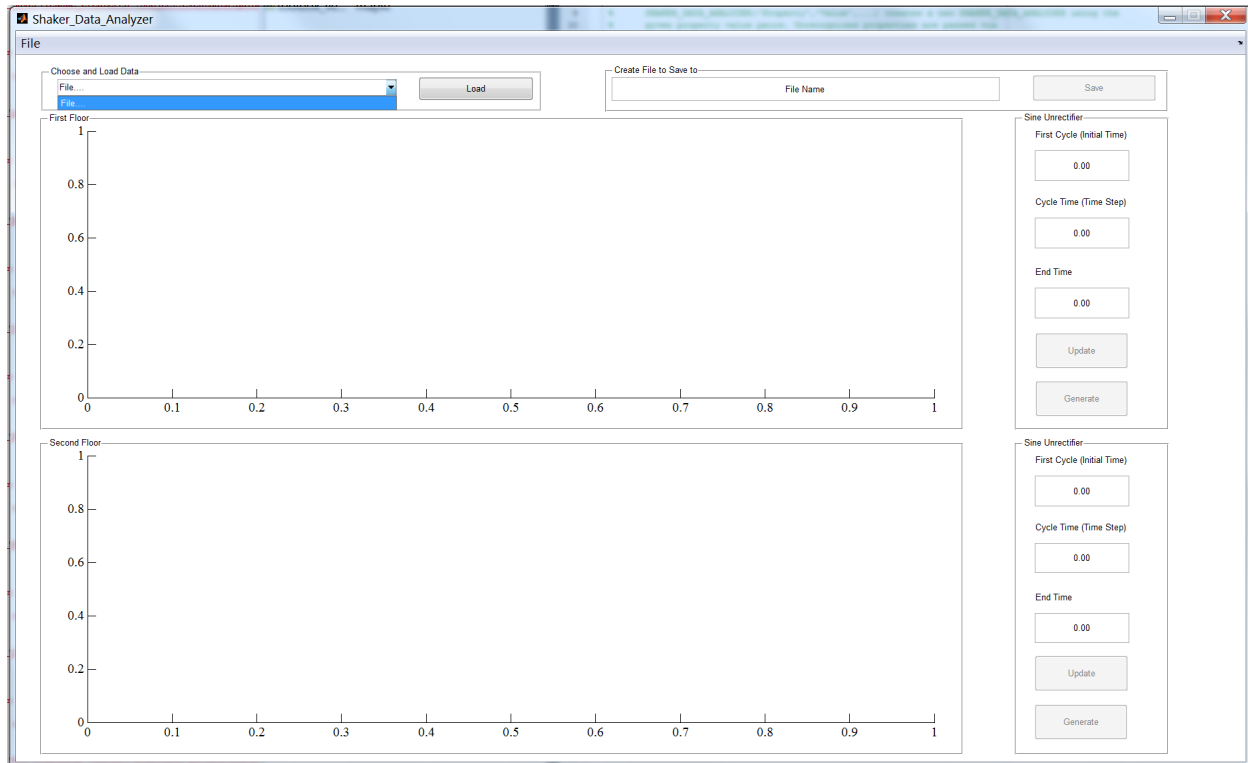 Shaker_Data_Analyzer
File
Choose and Load Data
File....
Load
File....
Create File to Save to
File Name
Save
First Floor
1
0.8
0.6
0.4
0.2
0
0 0.1 0.2 0.3 0.4 0.5 0.6 0.7 0.8 0.9 1
Sine Unrectifier
First Cycle (Initial Time)
0.00
Cycle Time (Time Step)
0.00
End Time
0.00
Update
Generate
Second Floor
1
0.8
0.6
0.4
0.2
0
0 0.1 0.2 0.3 0.4 0.5 0.6 0.7 0.8 0.9 1
Sine Unrectifier
First Cycle (Initial Time)
0.00
Cycle Time (Time Step)
0.00
End Time
0.00
Update
Generate